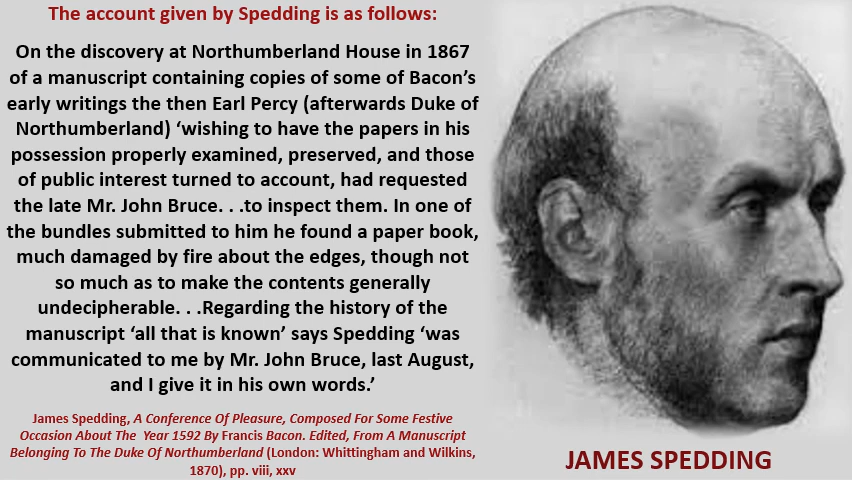 The account given by Spedding is as follows:
On the discovery at Northumberland House in 1867
of a manuscript containing copies of some of Bacon's
early writings the then Earl Percy (afterwards Duke of
Northumberland) ‘wishing to have the papers in his
possession properly examined, preserved, and those
of public interest turned to account, had requested
the late Mr. John Bruce. . .to inspect them. In one of
the bundles submitted to him he found a paper book,
much damaged by fire about the edges, though not
so much as to make the contents generally
undecipherable. . .Regarding the history of the
manuscript ‘all that is known’ says Spedding ‘was
communicated to me by Mr. John Bruce, last August,
and I give it in his own words.’
James Spedding, A Conference Of Pleasure, Composed For Some Festive
Occasion About The Year 1592 By Francis Bacon. Edited, From A Manuscript
Belonging To The Duke Of Northumberland (London: Whittingham and Wilkins,
1870), pp. viii, xxv
JAMES SPEDDING